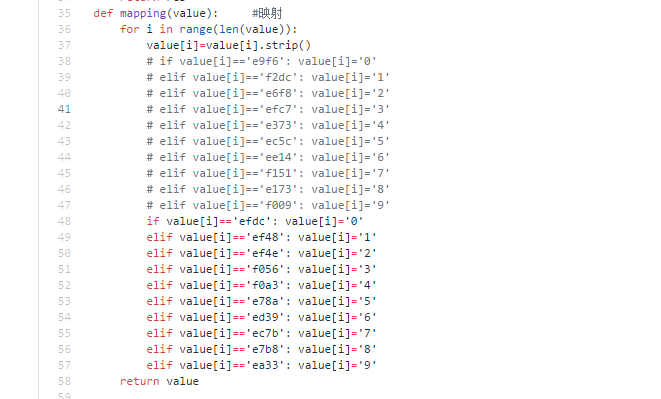 35 def mapping(value): #映射
36 for i in range(len(value)):
37 value[i]=value[i].strip()
38 # if value[i]=='e9f6': value[i]='0'
39 # elif value[i]=='f2dc': value[i]='1'
40 # elif value[i]=='e6f8': value[i]='2'
41 # elif value[i]=='efc7': value[i]='3'
42 # elif value[i]=='e373': value[i]='4'
43 # elif value[i]=='ec5c': value[i]='5'
44 # elif value[i]=='ee14': value[i]='6'
45 # elif value[i]=='f151': value[i]='7'
46 # elif value[i]=='e173': value[i]='8'
47 # elif value[i]=='f009': value[i]='9'
48 if value[i]=='efdc': value[i]='0'
49 elif value[i]=='ef48': value[i]='1'
50 elif value[i]=='ef4e': value[i]='2'
51 elif value[i]=='f056': value[i]='3'
52 elif value[i]=='f0a3': value[i]='4'
53 elif value[i]=='e78a': value[i]='5'
54 elif value[i]=='ed39': value[i]='6'
55 elif value[i]=='ec7b': value[i]='7'
56 elif value[i]=='e7b8': value[i]='8'
57 elif value[i]=='ea33': value[i]='9'
58 return value
59